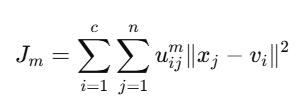 J_m = \sum_{i=1}^{c} \sum_{j=1}^{n} u_{ij}^{m} \| x_j - v_i \|^2